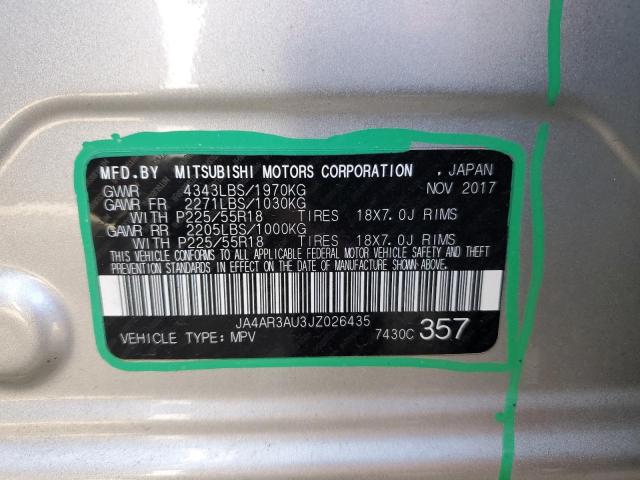 MFD.BY MITSUBISHI MOTORS CORPORATION , JAPAN
GVWR 4343LBS/1970KG NOV 2017
GAWR FR 2271LBS/1030KG
WITH P225/55R18 TIRES 18X7.0J RIMS
GAWR RR 2205LBS/1000KG
WITH P225/55R18 TIRES 18X7.0J RIMS
THIS VEHICLE CONFORMS TO ALL APPLICABLE FEDERAL MOTOR VEHICLE SAFETY AND THEFT
PREVENTION STANDARDS IN EFFECT ON THE DATE OF MANUFACTURE SHOWN ABOVE.
JA4AR3AU3JZ026435
VEHICLE TYPE:MPV 7430C 357